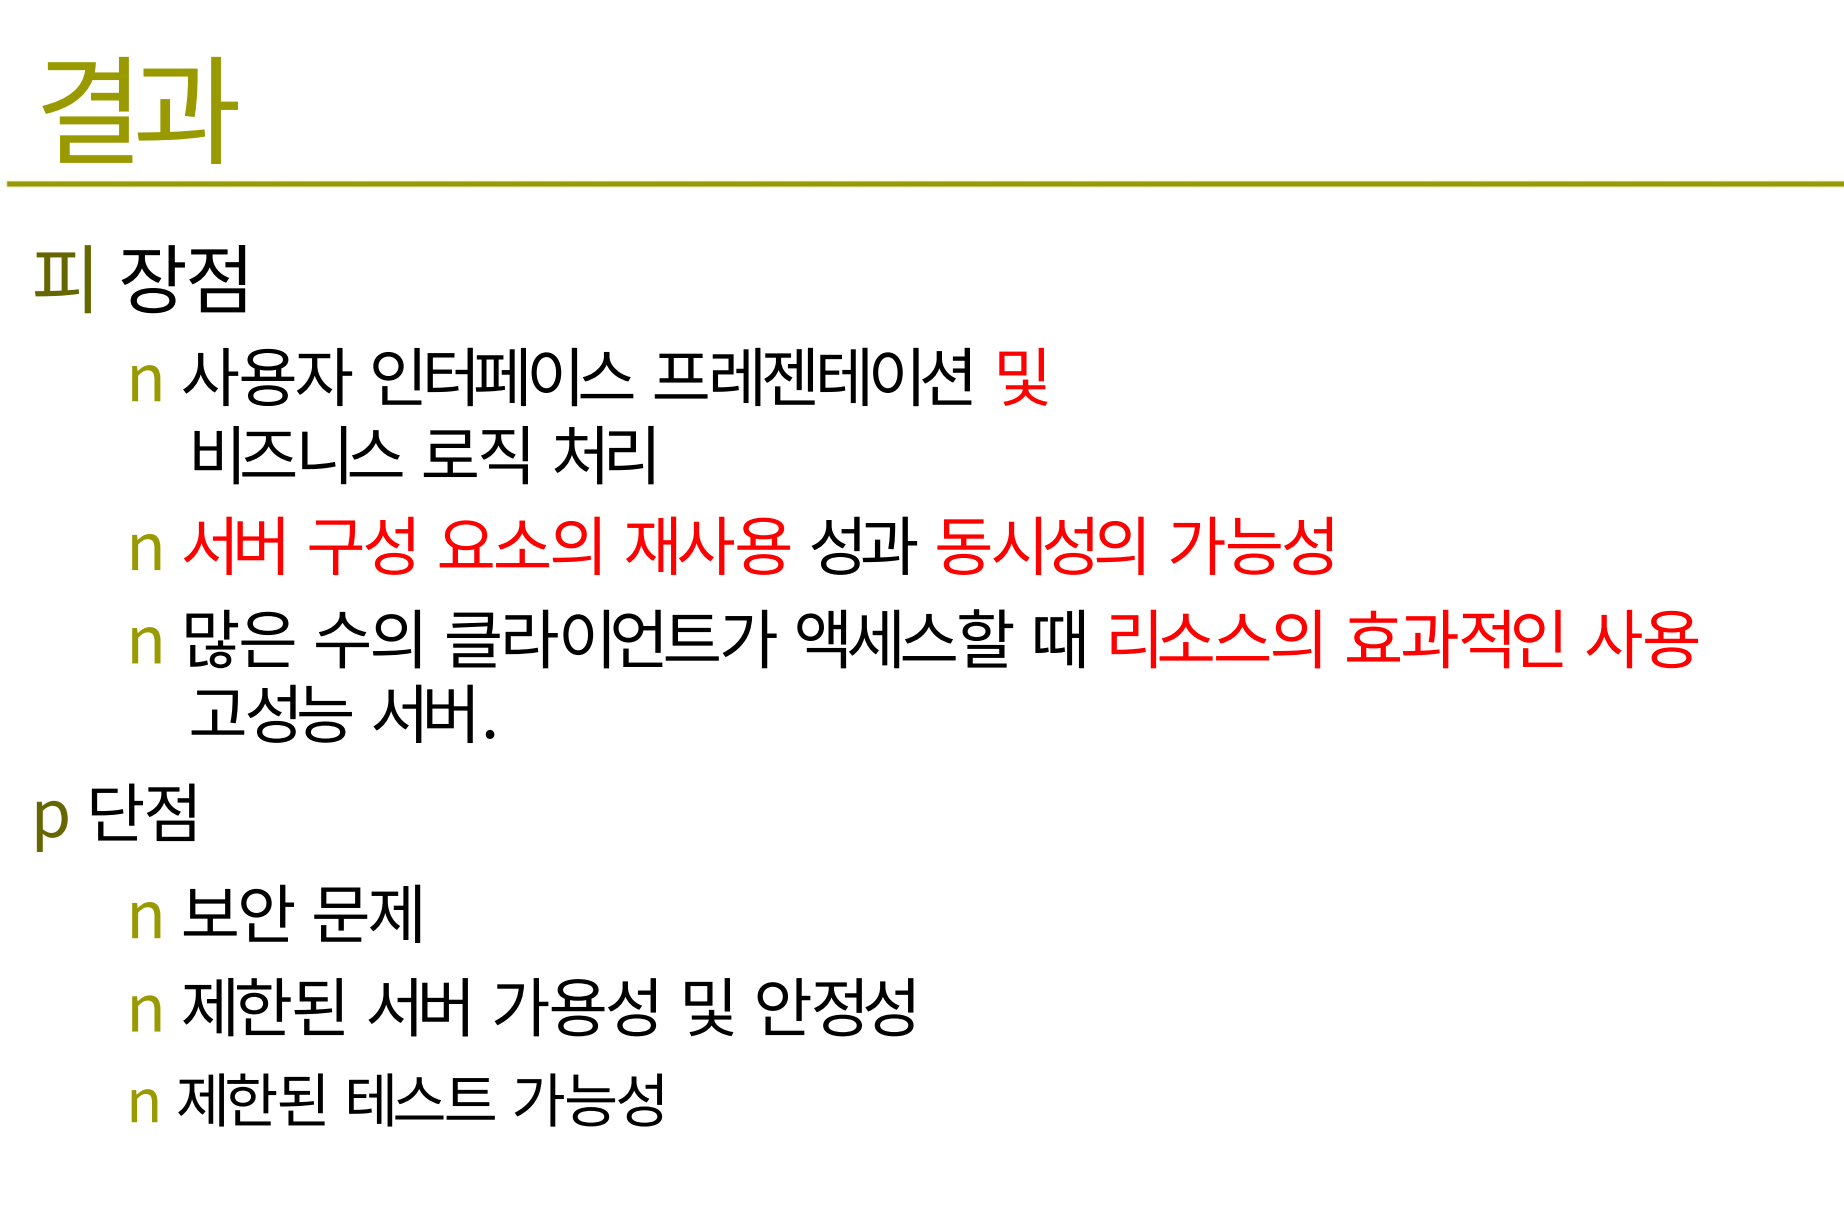 결과
피 장점
n 사용자 인터페이스 프레젠테이션 및
비즈니스 로직 처리
n 서버 구성 요소의 재사용 성과 동시성의 가능성
n 많은 수의 클라이언트가 액세스할 때 리소스의 효과적인 사용
고성능 서버.
p 단점
n 보안 문제
n 제한된 서버 가용성 및 안정성
n 제한된 테스트 가능성